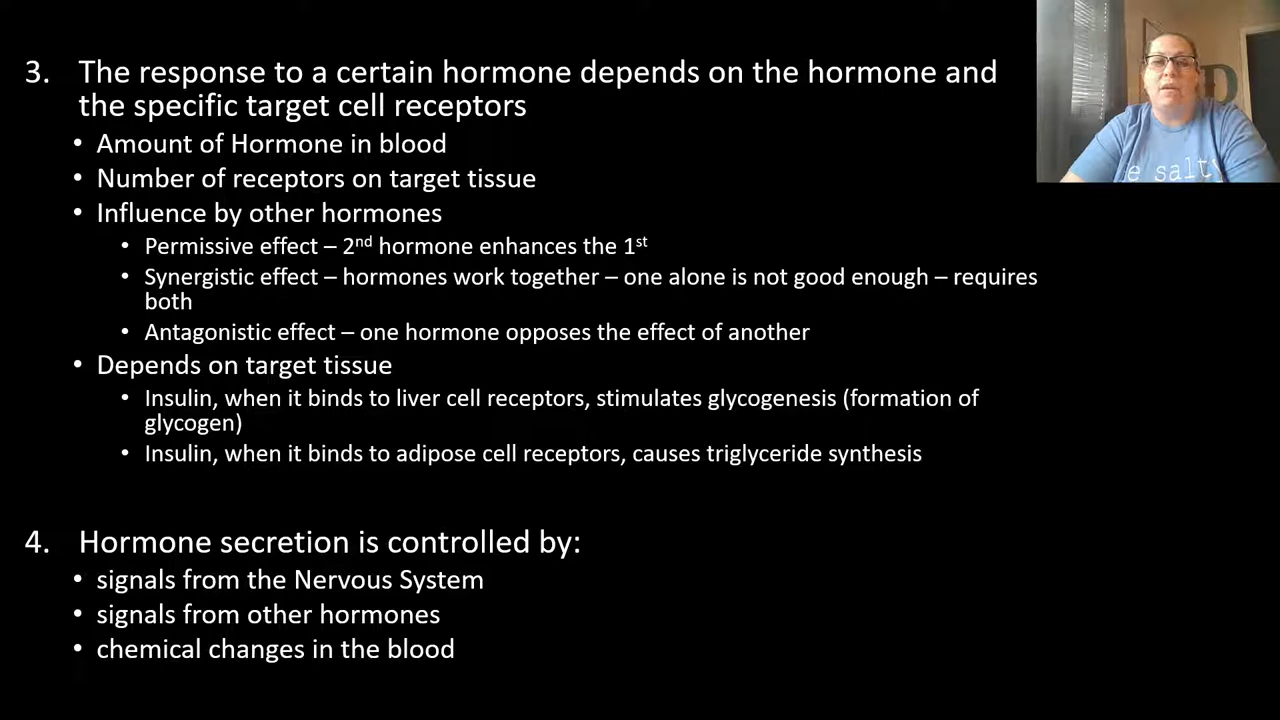 3. The response to a certain hormone depends on the hormone and
the specific target cell receptors
• Amount of Hormone in blood
• Number of receptors on target tissue
• Influence by other hormones
• Permissive effect – 2nd hormone enhances the 1st
• Synergistic effect – hormones work together – one alone is not good enough – requires
both
• Antagonistic effect – one hormone opposes the effect of another
• Depends on target tissue
• Insulin, when it binds to liver cell receptors, stimulates glycogenesis (formation of
glycogen)
• Insulin, when it binds to adipose cell receptors, causes triglyceride synthesis
4. Hormone secretion is controlled by:
• signals from the Nervous System
• signals from other hormones
• chemical changes in the blood
D
e salty